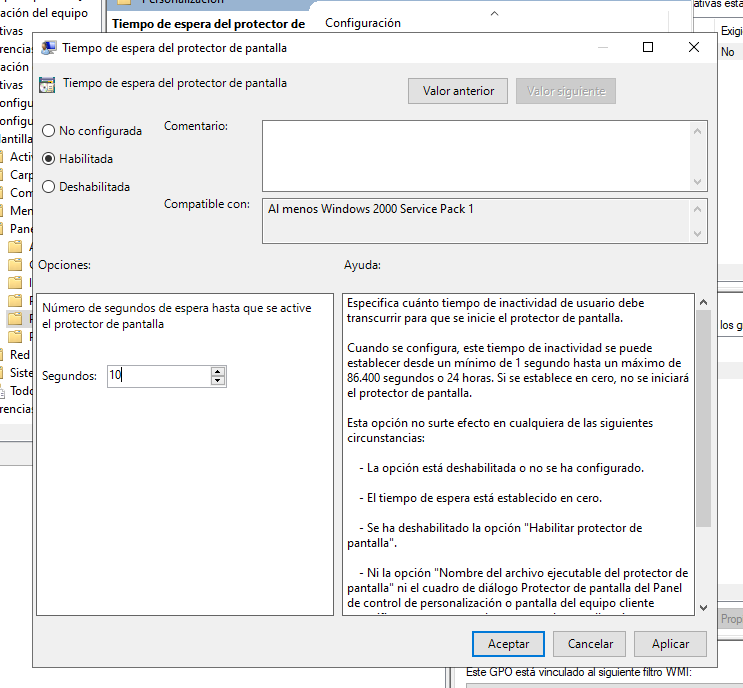 Personalización
ación del equipo
ativas esta
tivas
Tiempo de espera del protector de
Configuración
Exigi
No
Tiempo de espera del protector de pantalla
Tiempo de espera del protector de pantalla
Valor anterior
Valor siguiente
No configurada
Comentario:
Habilitada
Deshabilitada
Compatible con:
Al menos Windows 2000 Service Pack 1
Opciones:
Ayuda:
Número de segundos de espera hasta que se active
el protector de pantalla
Segundos:
10
Especifica cuánto tiempo de inactividad de usuario debe
transcurrir para que se inicie el protector de pantalla.
Cuando se configura, este tiempo de inactividad se puede
establecer desde un mínimo de 1 segundo hasta un máximo de
86.400 segundos o 24 horas. Si se establece en cero, no se iniciará
el protector de pantalla.
Esta opción no surte efecto en cualquiera de las siguientes
circunstancias:
- La opción está deshabilitada o no se ha configurado.
- El tiempo de espera está establecido en cero.
- Se ha deshabilitado la opción "Habilitar protector de
pantalla".
- Ni la opción "Nombre del archivo ejecutable del protector de
pantalla" ni el cuadro de diálogo Protector de pantalla del Panel
de control de personalización o pantalla del equipo cliente
Aceptar
Cancelar
Aplicar
rencias
ación
tivas
onfigu
onfigu
lantilla
Activ
Carp
Com
Men
Pane
Red
Siste
Todo
rencias
los g
Prop
Este GPO está vinculado al siguiente filtro WMI: